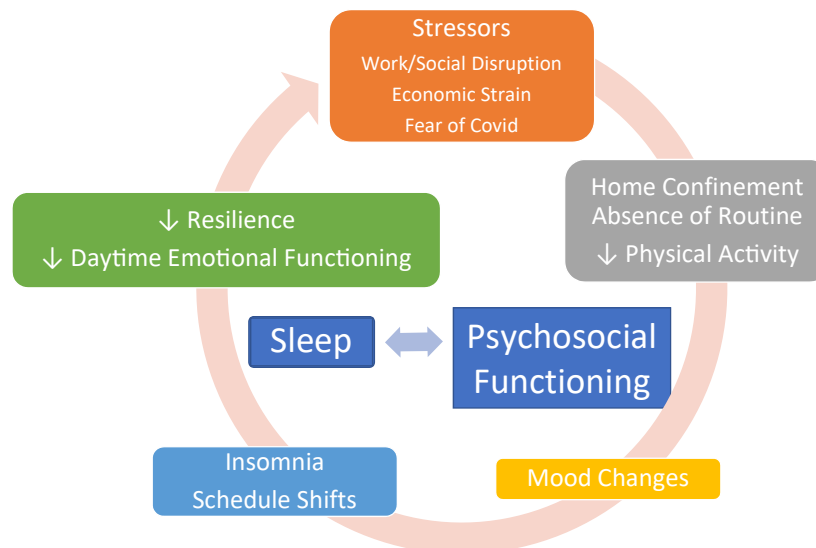 Stressors
Work/Social Disruption
Economic Strain
Fear of Covid
Home Confinement
Absence of Routine
↓ Physical Activity
↓ Resilience
↓ Daytime Emotional Functioning
Sleep
Psychosocial
Functioning
Insomnia
Schedule Shifts
Mood Changes